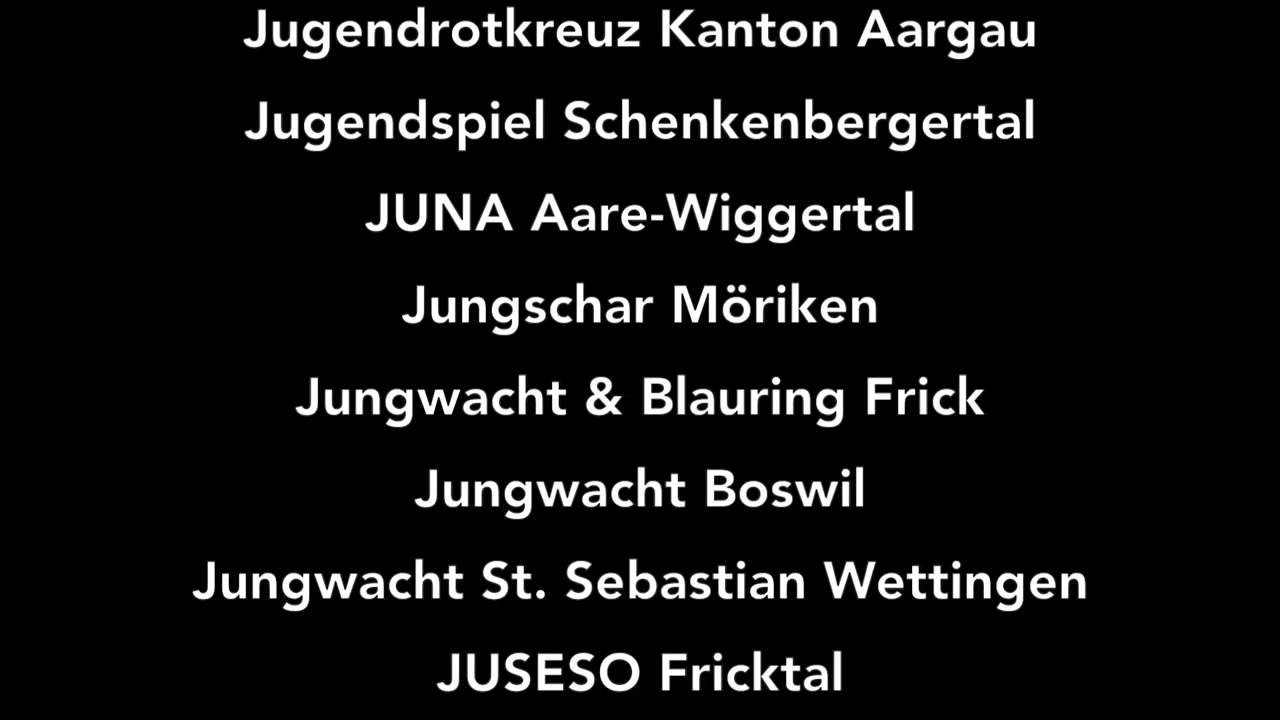 Jugendrotkreuz Kanton Aargau
Jugendspiel Schenkenbergertal
JUNA Aare-Wiggertal
Jungschar Möriken
Jungwacht & Blauring Frick
Jungwacht Boswil
Jungwacht St. Sebastian Wettingen
JUSESO Fricktal